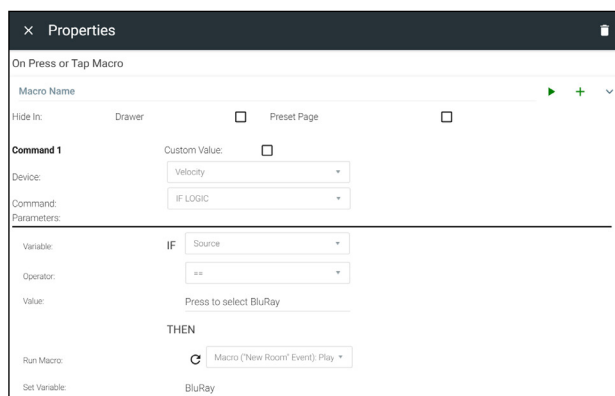 × Properties
On Press or Tap Macro
Macro Name
Hide In: Drawer Preset Page
Command 1 Custom Value:
Device: Velocity
Command: IF LOGIC
Parameters:
Variable: IF Source
Operator: ==
Value: Press to select BluRay
THEN
Run Macro: Macro ("New Room" Event): Play
Set Variable: BluRay